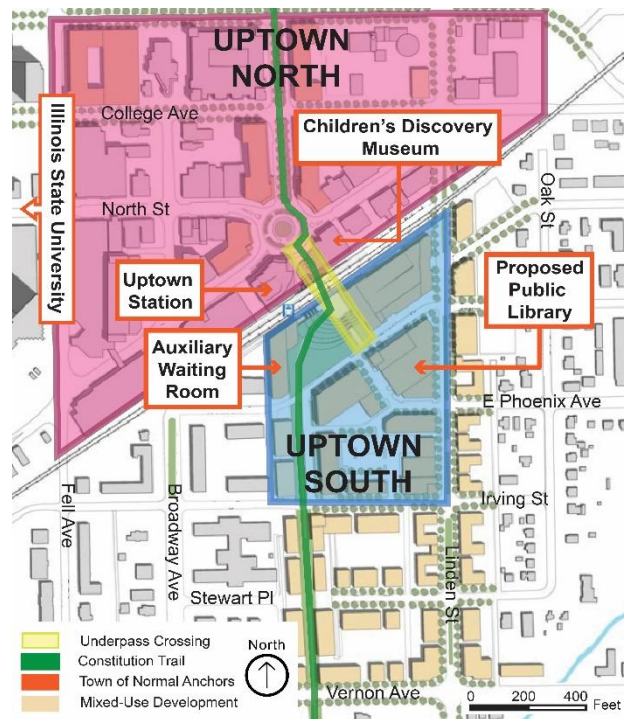 UPTOWN
NORTH
College Ave
Children's Discovery
Museum
Illinois State University
North St
Oak St
Uptown
Station
Proposed
Public
Library
Auxiliary
Waiting
Room
E Phoenix Ave
UPTOWN
SOUTH
Irving St
Fell Ave
Broadway Ave
Linden St
Stewart Pl
Underpass Crossing
Constitution Trail
Town of Normal Anchors
Mixed-Use Development
North
Vernon Ave
0 200 400
Feet